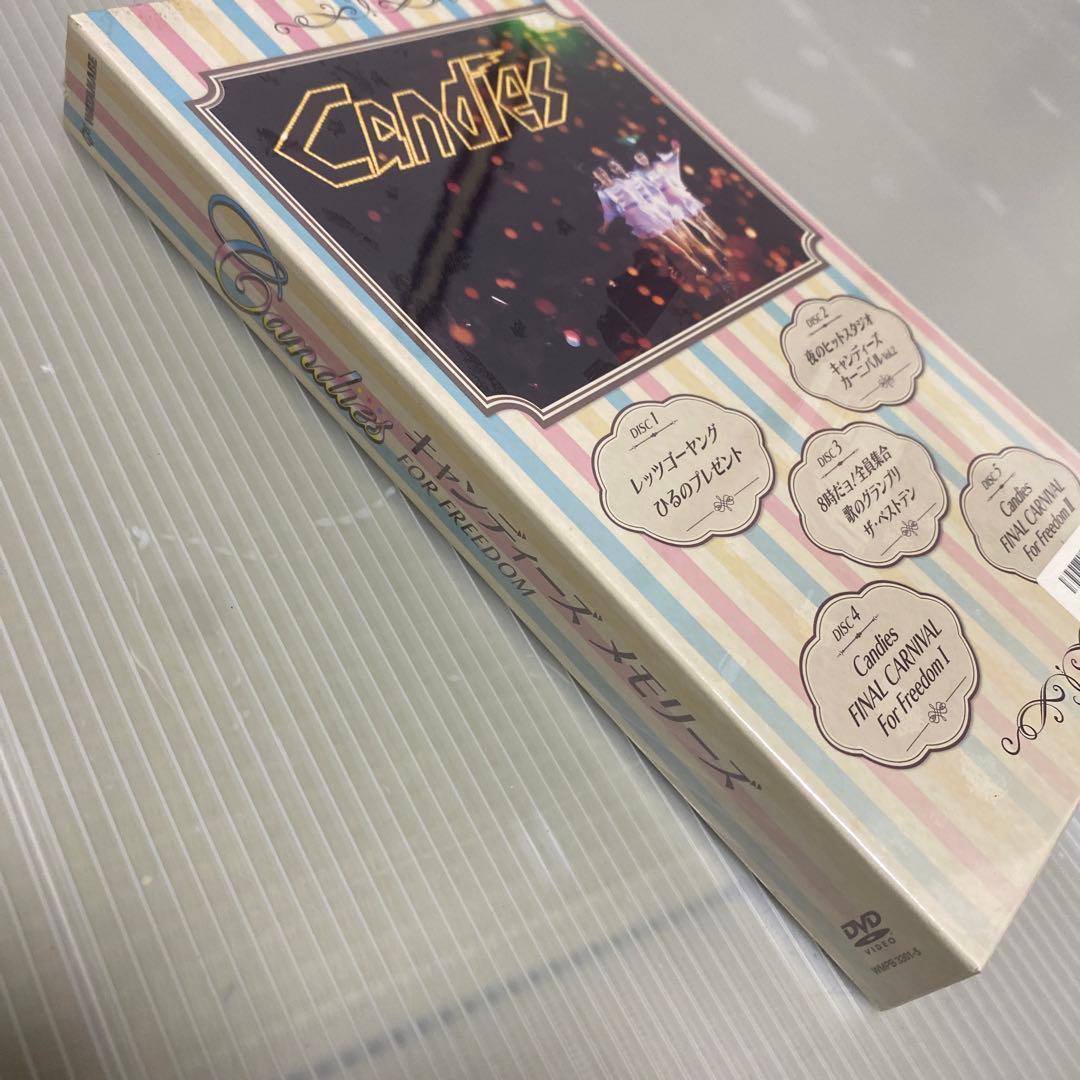 Candies
DISC 1
レッツゴーヤング
ひるのプレゼント
DISC 2
夜のヒットスタジオ
キャンディーズ
カーニバル Vol.2
DISC 3
8時だヨ!全員集合
歌のグランプリ
ザ・ベストテン
DISC 4
Candies
FINAL CARNIVAL
For Freedom I
DISC 5
Candies
FINAL CARNIVAL
For Freedom II
Candies
キャンディーズ メモリーズ
FOR FREEDOM
DVD
VIDEO